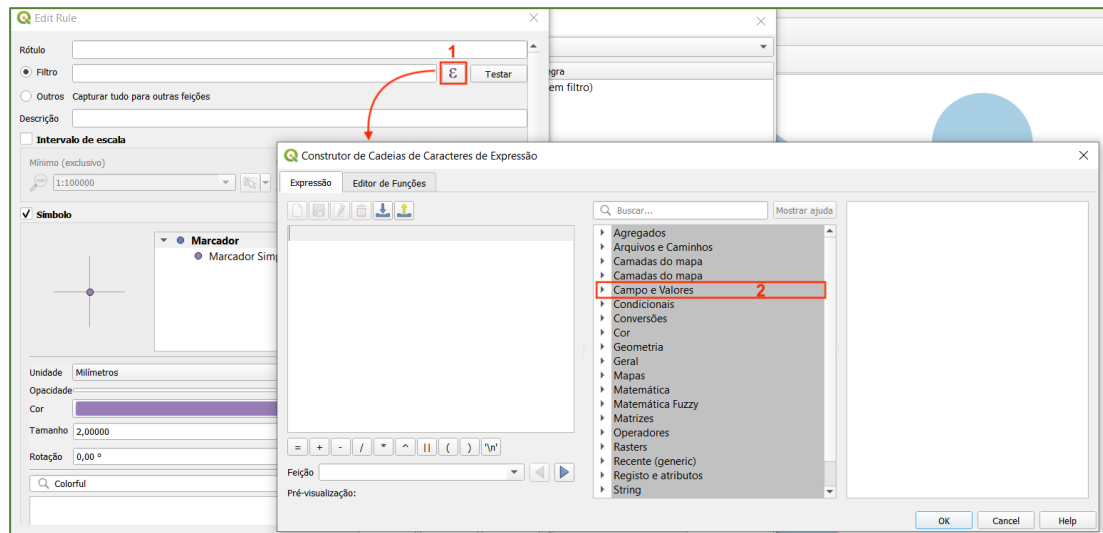 Edit Rule
Rótulo
1
Filtro
ε
Testar
Outros Capturar tudo para outras feições
Descrição
Intervalo de escala
Mínimo (exclusivo)
1:100000
Símbolo
Marcador
Marcador Sim
Unidade Milímetros
Opacidade
Cor
Tamanho 2,00000
Rotação 0,00 °
Colorful
egra
em filtro)
Construtor de Cadeias de Caracteres de Expressão
Expressão Editor de Funções
= + - / * ^ || ( ) '\n'
Feição
Pré-visualização:
Buscar...
Mostrar ajuda
Agregados
Arquivos e Caminhos
Camadas do mapa
Camadas do mapa
Campo e Valores 2
Condicionais
Conversões
Cor
Geometria
Geral
Mapas
Matemática
Matemática Fuzzy
Matrizes
Operadores
Rasters
Recente (generic)
Registo e atributos
String
OK Cancel Help